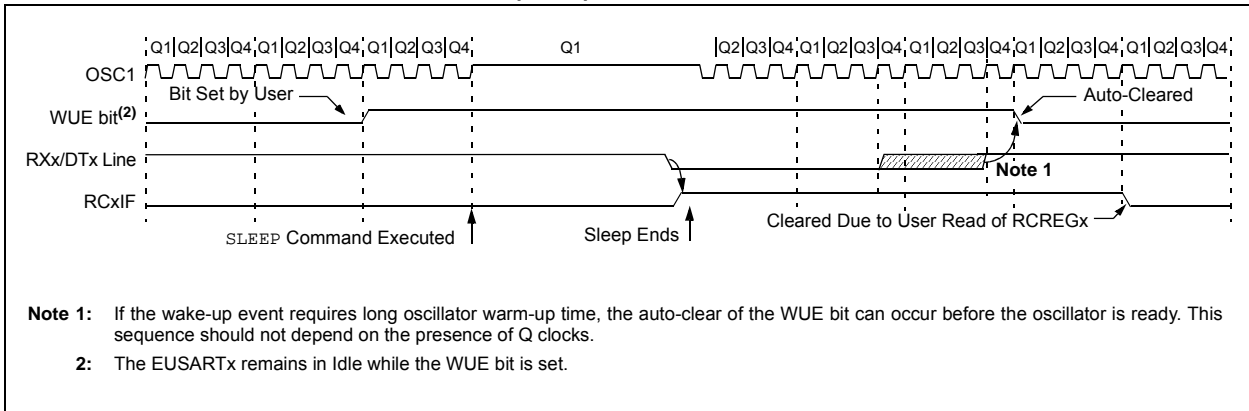 Q1 Q2 Q3 Q4 Q1 Q2 Q3 Q4 Q1 Q2 Q3 Q4 Q1 Q2 Q3 Q4 Q1 Q2 Q3 Q4 Q1 Q2 Q3 Q4 Q1 Q2 Q3 Q4 Q1 Q2 Q3 Q4
OSC1
Bit Set by User
Auto-Cleared
WUE bit(2)
RXx/DTx Line
Note 1
RCxIF
Cleared Due to User Read of RCREGx
SLEEP Command Executed
Sleep Ends
Note 1: If the wake-up event requires long oscillator warm-up time, the auto-clear of the WUE bit can occur before the oscillator is ready. This
sequence should not depend on the presence of Q clocks.
2: The EUSARTx remains in Idle while the WUE bit is set.